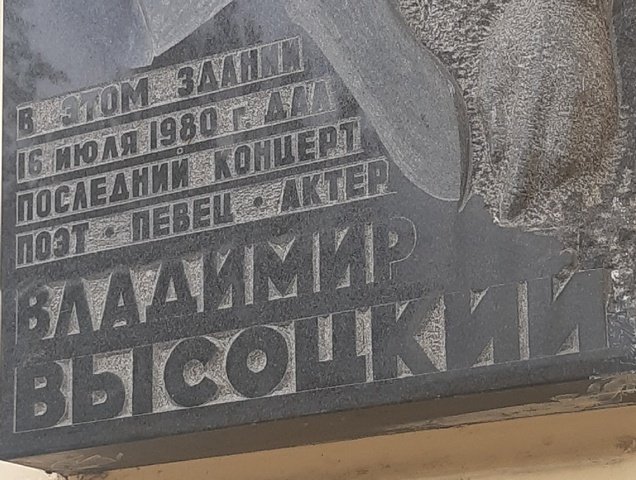 В ЭТОМ ЗДАНИИ
16 ИЮЛЯ 1980 г. ДАЛ
ПОСЛЕДНИЙ КОНЦЕРТ
ПОЭТ · ПЕВЕЦ · АКТЕР
ВЛАДИМИР
ВЫСОЦКИЙ